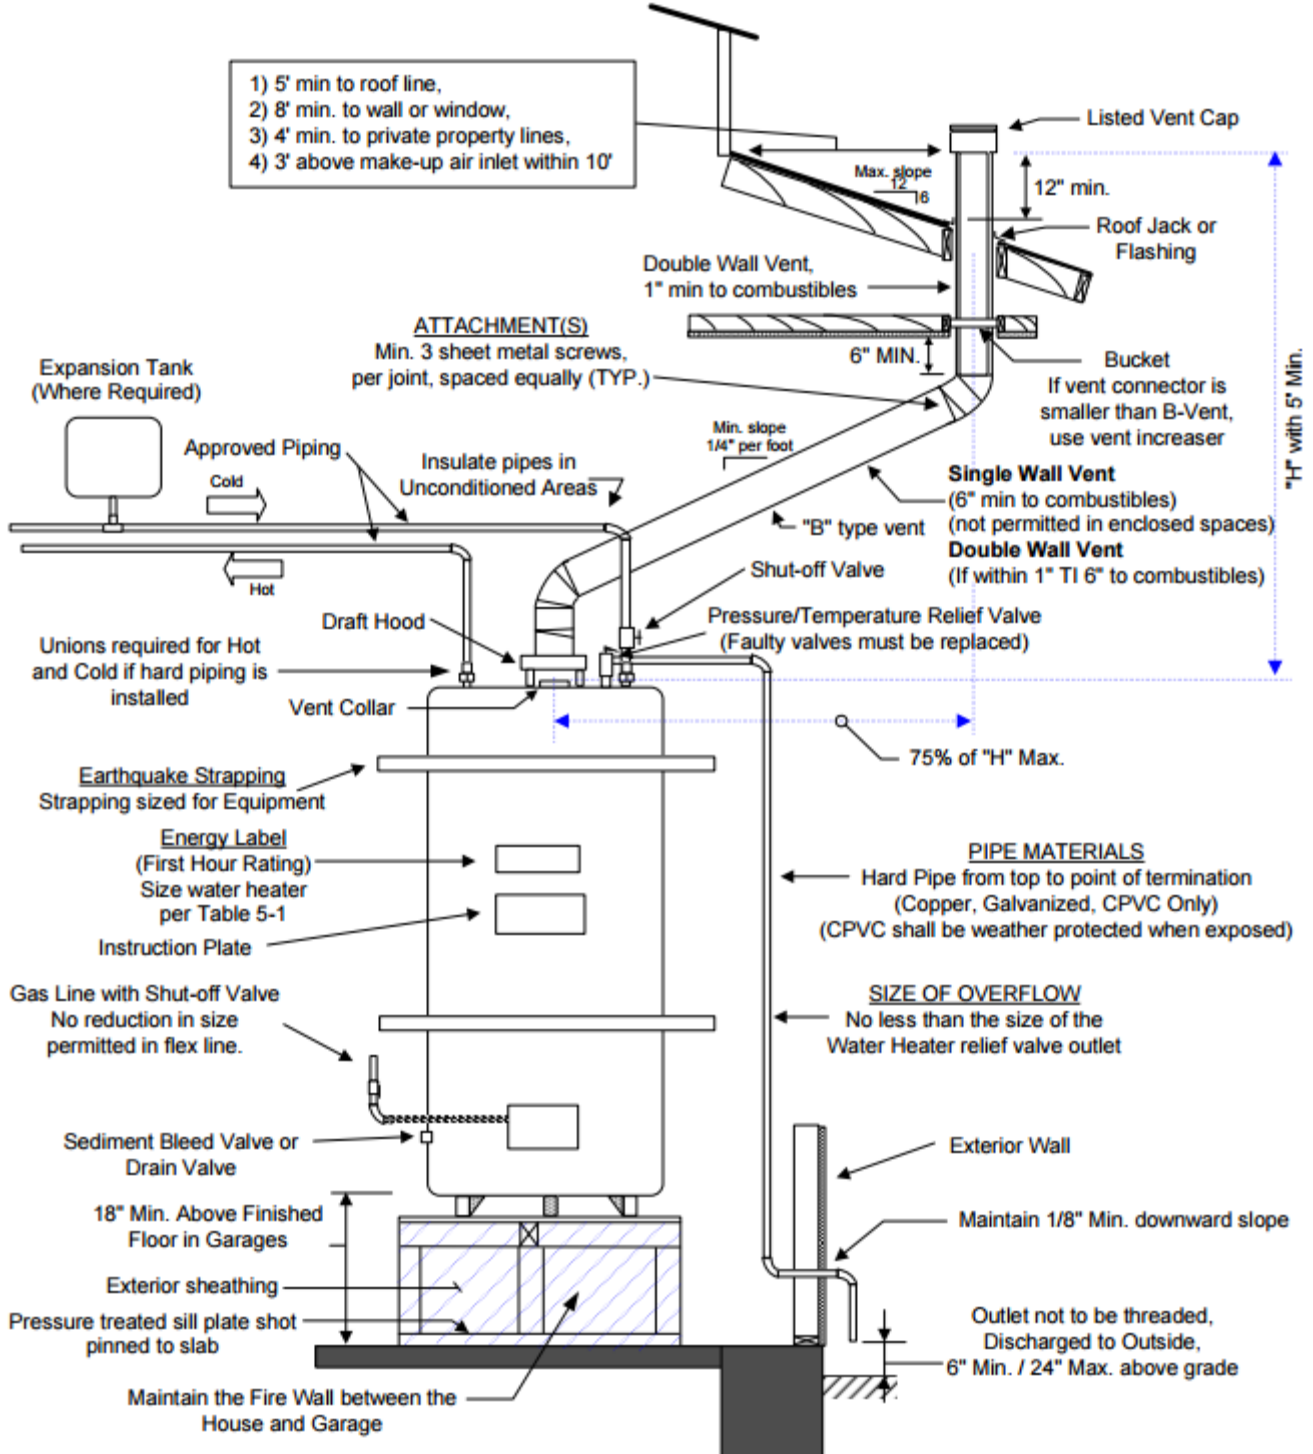 1) 5' min to roof line,
2) 8' min. to wall or window,
3) 4' min. to private property lines,
4) 3' above make-up air inlet within 10'
Listed Vent Cap
Max. slope
12
6
12" min.
Roof Jack or
Flashing
Double Wall Vent,
1" min to combustibles
ATTACHMENT(S)
Min. 3 sheet metal screws,
per joint, spaced equally (TYP.)
6" MIN.
Bucket
If vent connector is
smaller than B-Vent,
use vent increaser
"H" with 5' Min.
Expansion Tank
(Where Required)
Approved Piping
Cold
Hot
Insulate pipes in
Unconditioned Areas
Min. slope
1/4" per foot
"B" type vent
Single Wall Vent
(6" min to combustibles)
(not permitted in enclosed spaces)
Double Wall Vent
(If within 1" TI 6" to combustibles)
Shut-off Valve
Draft Hood
Pressure/Temperature Relief Valve
(Faulty valves must be replaced)
Unions required for Hot
and Cold if hard piping is
installed
Vent Collar
75% of "H" Max.
Earthquake Strapping
Strapping sized for Equipment
Energy Label
(First Hour Rating)
Size water heater
per Table 5-1
Instruction Plate
PIPE MATERIALS
Hard Pipe from top to point of termination
(Copper, Galvanized, CPVC Only)
(CPVC shall be weather protected when exposed)
Gas Line with Shut-off Valve
No reduction in size
permitted in flex line.
SIZE OF OVERFLOW
No less than the size of the
Water Heater relief valve outlet
Sediment Bleed Valve or
Drain Valve
Exterior Wall
18" Min. Above Finished
Floor in Garages
Maintain 1/8" Min. downward slope
Exterior sheathing
Pressure treated sill plate shot
pinned to slab
Outlet not to be threaded,
Discharged to Outside,
6" Min. / 24" Max. above grade
Maintain the Fire Wall between the
House and Garage